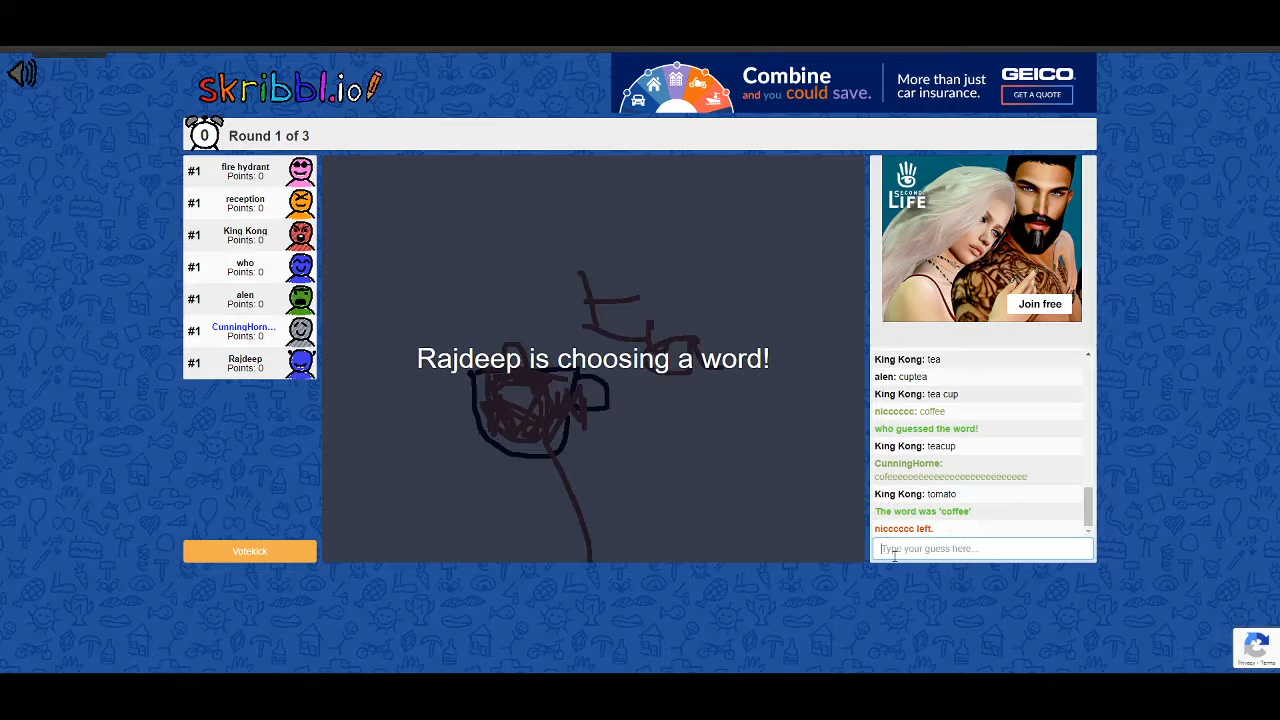 skribbl.io
Combine
and you could save.
More than just
car insurance.
GEICO
GET A QUOTE
0
Round 1 of 3
#1 fire hydrant
Points: 0
#1 reception
Points: 0
#1 King Kong
Points: 0
#1 who
Points: 0
#1 alen
Points: 0
#1 CunningHorn...
Points: 0
#1 Rajdeep
Points: 0
Votekick
Rajdeep is choosing a word!
SECOND
LIFE
Join free
King Kong: tea
alen: cuptea
King Kong: tea cup
nicccccc: coffee
who guessed the word!
King Kong: teacup
CunningHorne:
King Kong: tomato
The word was 'coffee'
nicccccc left.
Type your guess here...
Privacy - Terms